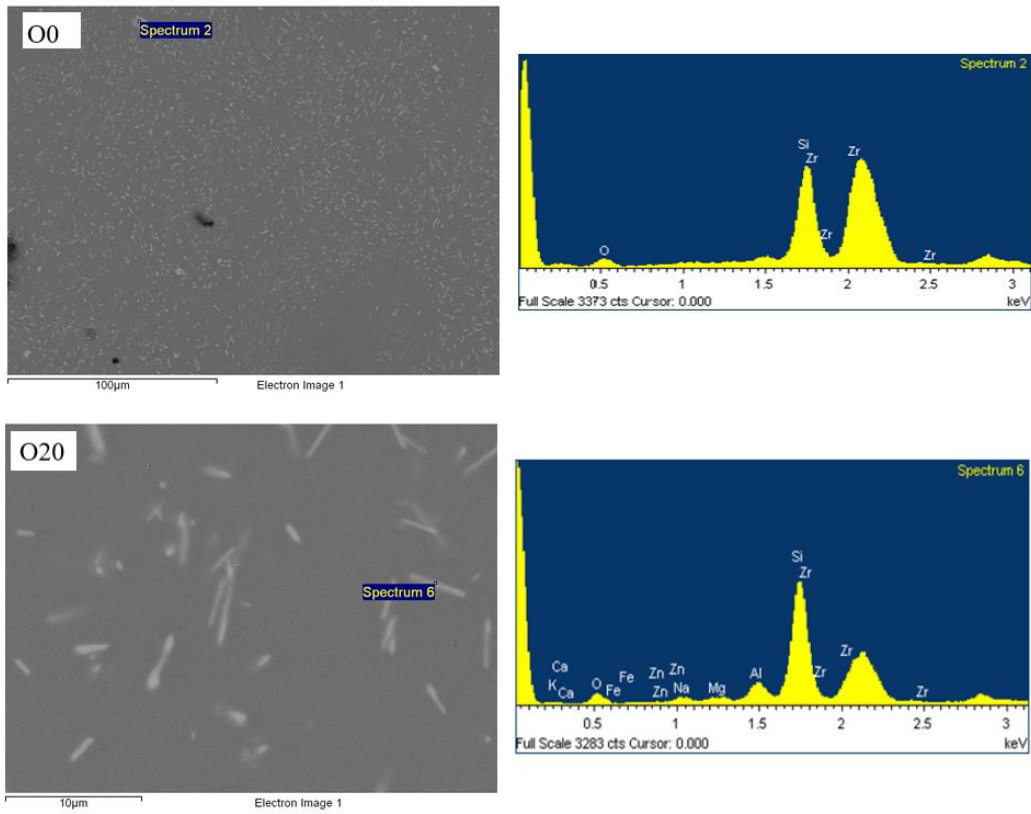 O0
Spectrum 2
100µm
Electron Image 1
Spectrum 2
Si
Zr
Zr
Zr
O
Zr
0.5
1
1.5
2
2.5
3
Full Scale 3373 cts Cursor: 0.000
keV
O20
Spectrum 6
10µm
Electron Image 1
Spectrum 6
Si
Zr
Zr
Ca
Fe
Zn
Zn
Al
Zr
K
Ca
O
Fe
Zn
Na
Mg
Zr
0.5
1
1.5
2
2.5
3
Full Scale 3283 cts Cursor: 0.000
keV